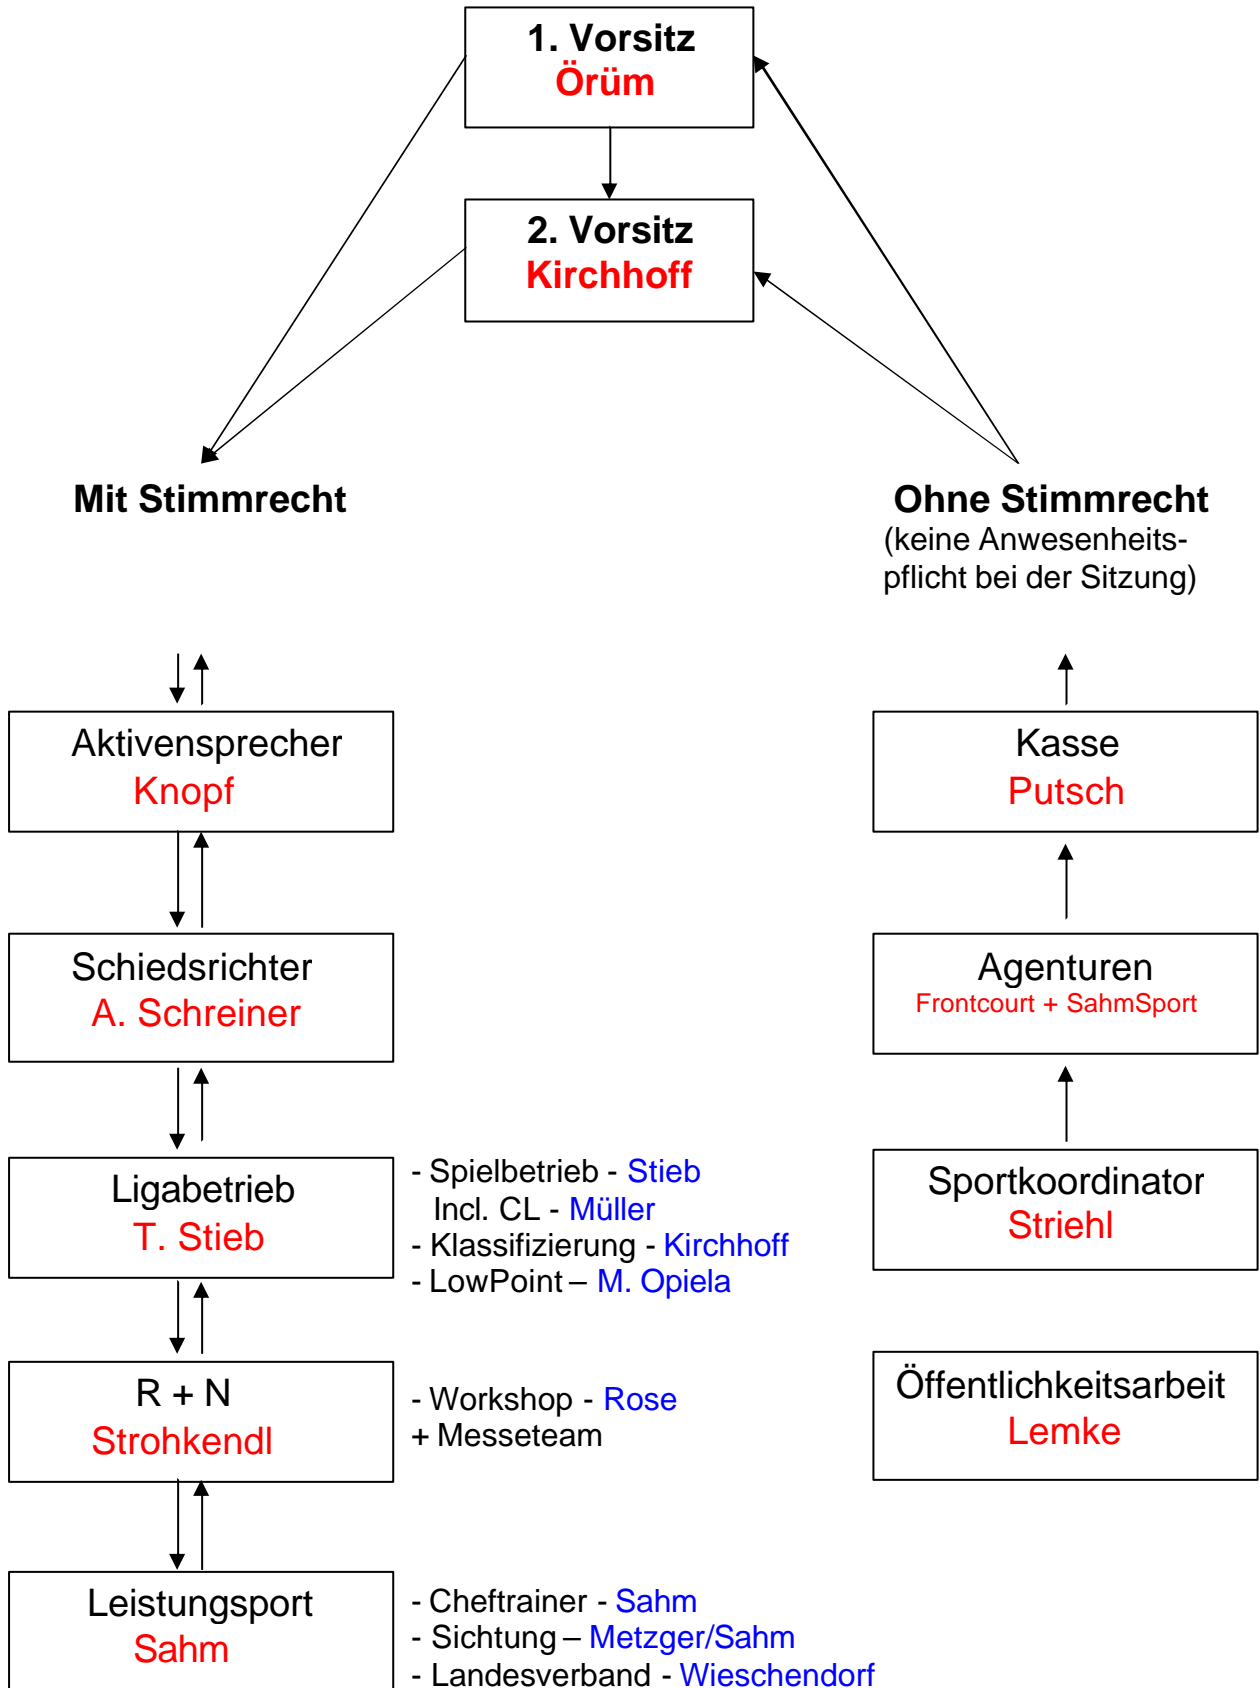 1. Vorsitz
Örüm
2. Vorsitz
Kirchhoff
Mit Stimmrecht
Ohne Stimmrecht
(keine Anwesenheits-
pflicht bei der Sitzung)
Aktivensprecher
Knopf
Schiedsrichter
A. Schreiner
Ligabetrieb
T. Stieb
- Spielbetrieb - Stieb
Incl. CL - Müller
- Klassifizierung - Kirchhoff
- LowPoint – M. Opiela
R + N
Strohkendl
- Workshop - Rose
+ Messeteam
Leistungsport
Sahm
- Cheftrainer - Sahm
- Sichtung – Metzger/Sahm
- Landesverband - Wieschendorf
Kasse
Putsch
Agenturen
Frontcourt + SahmSport
Sportkoordinator
Striehl
Öffentlichkeitsarbeit
Lemke